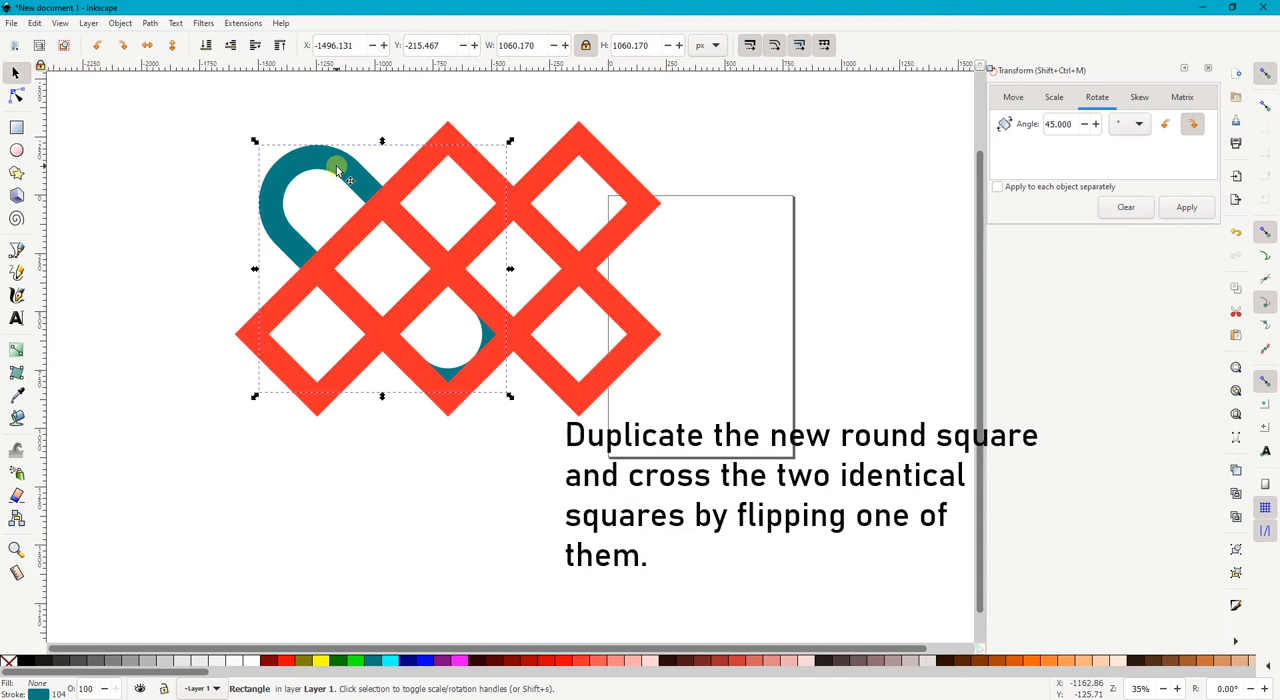 *New document 1 - Inkscape
File Edit View Layer Object Path Text Filters Extensions Help
X: -1496.131 Y: -215.467 W: 1060.170 H: 1060.170 px
Transform (Shift+Ctrl+M)
Move Scale Rotate Skew Matrix
Angle: 45.000 °
Apply to each object separately
Clear Apply
Duplicate the new round square
and cross the two identical
squares by flipping one of
them.
Fill: None
Stroke: 104
O: 100
-Layer 1
Rectangle in layer Layer 1. Click selection to toggle scale/rotation handles (or Shift+s).
X: -1162.86
Y: -125.71
Z: 35%
R: 0.00°